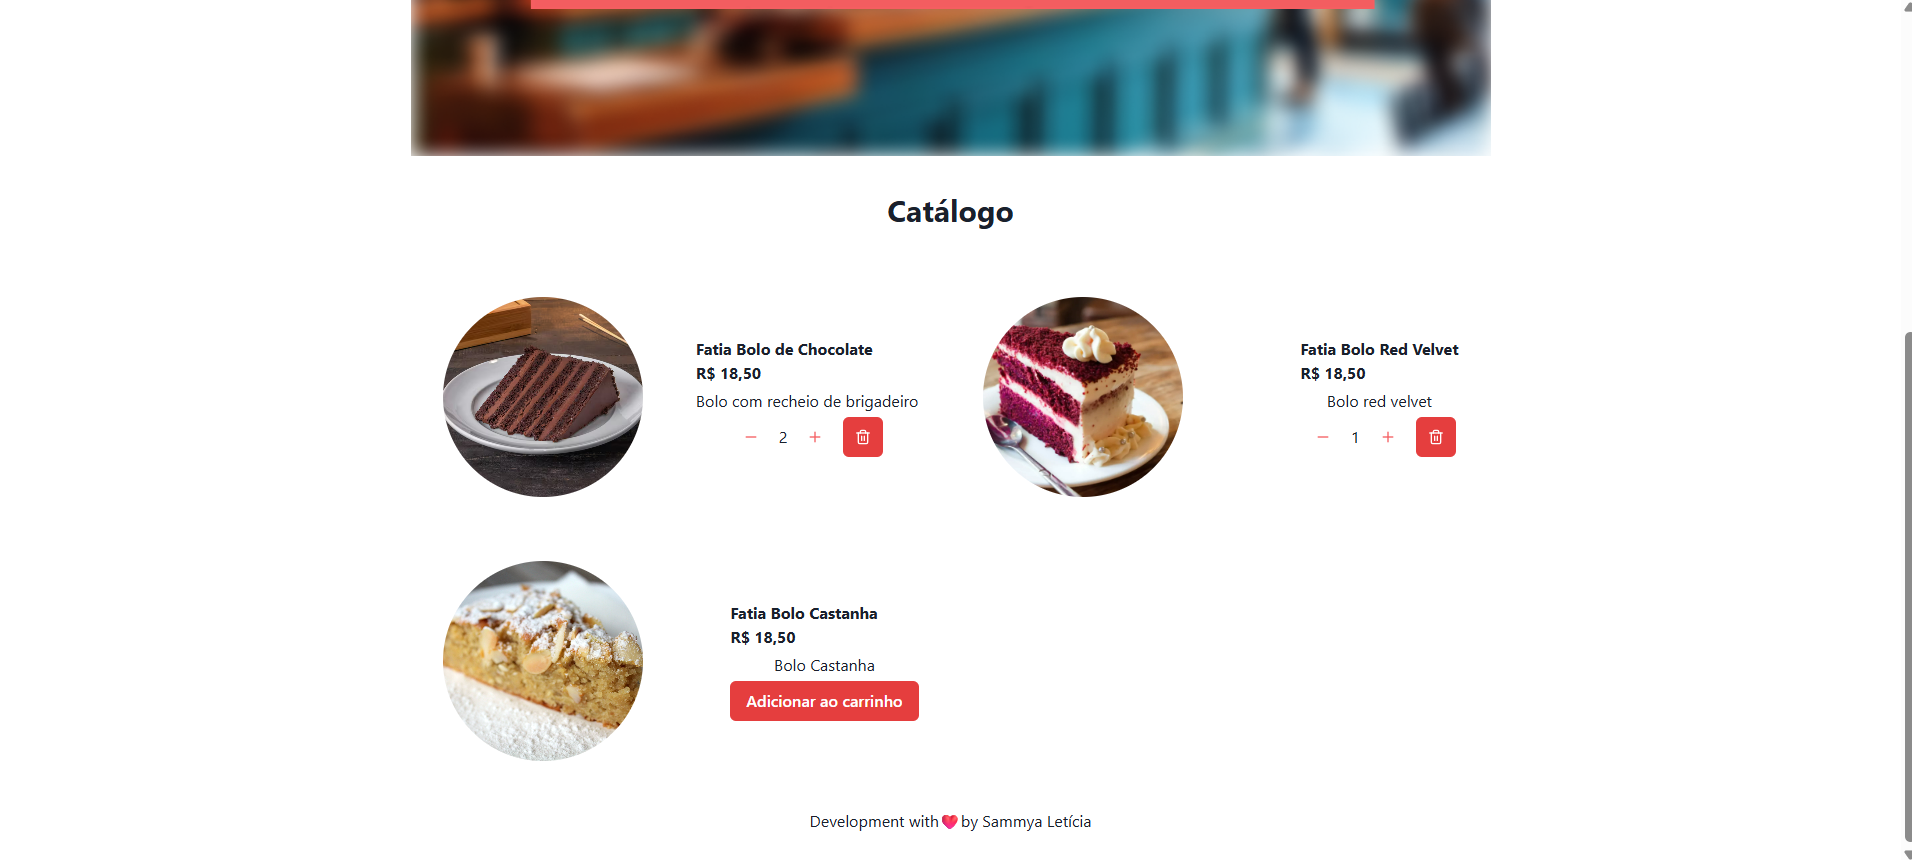 Catálogo
Fatia Bolo de Chocolate
R$ 18,50
Bolo com recheio de brigadeiro
2
Fatia Bolo Red Velvet
R$ 18,50
Bolo red velvet
1
Fatia Bolo Castanha
R$ 18,50
Bolo Castanha
Adicionar ao carrinho
Development with ❤️ by Sammya Letícia